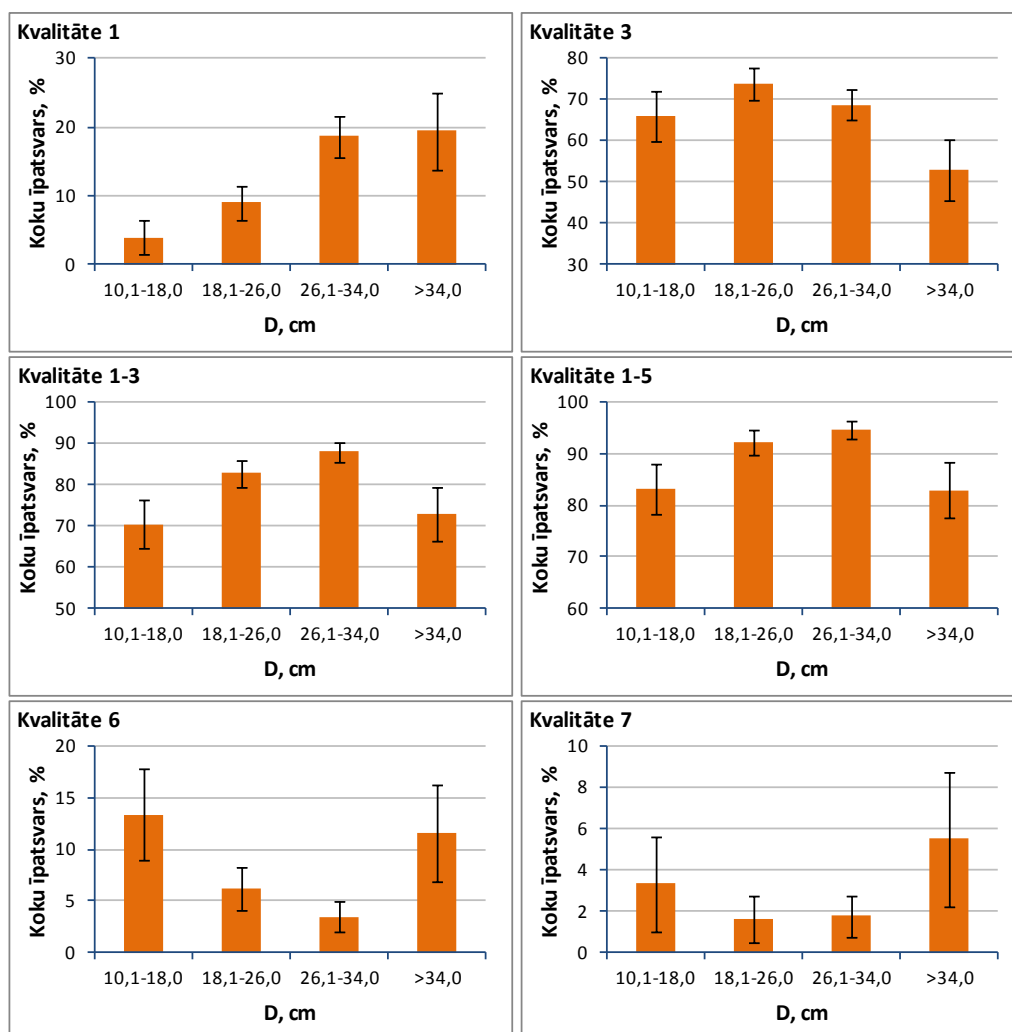 Kvalitāte 1
Koku īpatsvars, %
30
20
10
0
10,1-18,0 18,1-26,0 26,1-34,0 >34,0
D, cm
Kvalitāte 3
Koku īpatsvars, %
80
70
60
50
40
30
10,1-18,0 18,1-26,0 26,1-34,0 >34,0
D, cm
Kvalitāte 1-3
Koku īpatsvars, %
100
90
80
70
60
50
10,1-18,0 18,1-26,0 26,1-34,0 >34,0
D, cm
Kvalitāte 1-5
Koku īpatsvars, %
100
90
80
70
60
10,1-18,0 18,1-26,0 26,1-34,0 >34,0
D, cm
Kvalitāte 6
Koku īpatsvars, %
20
15
10
5
0
10,1-18,0 18,1-26,0 26,1-34,0 >34,0
D, cm
Kvalitāte 7
Koku īpatsvars, %
10
8
6
4
2
0
10,1-18,0 18,1-26,0 26,1-34,0 >34,0
D, cm